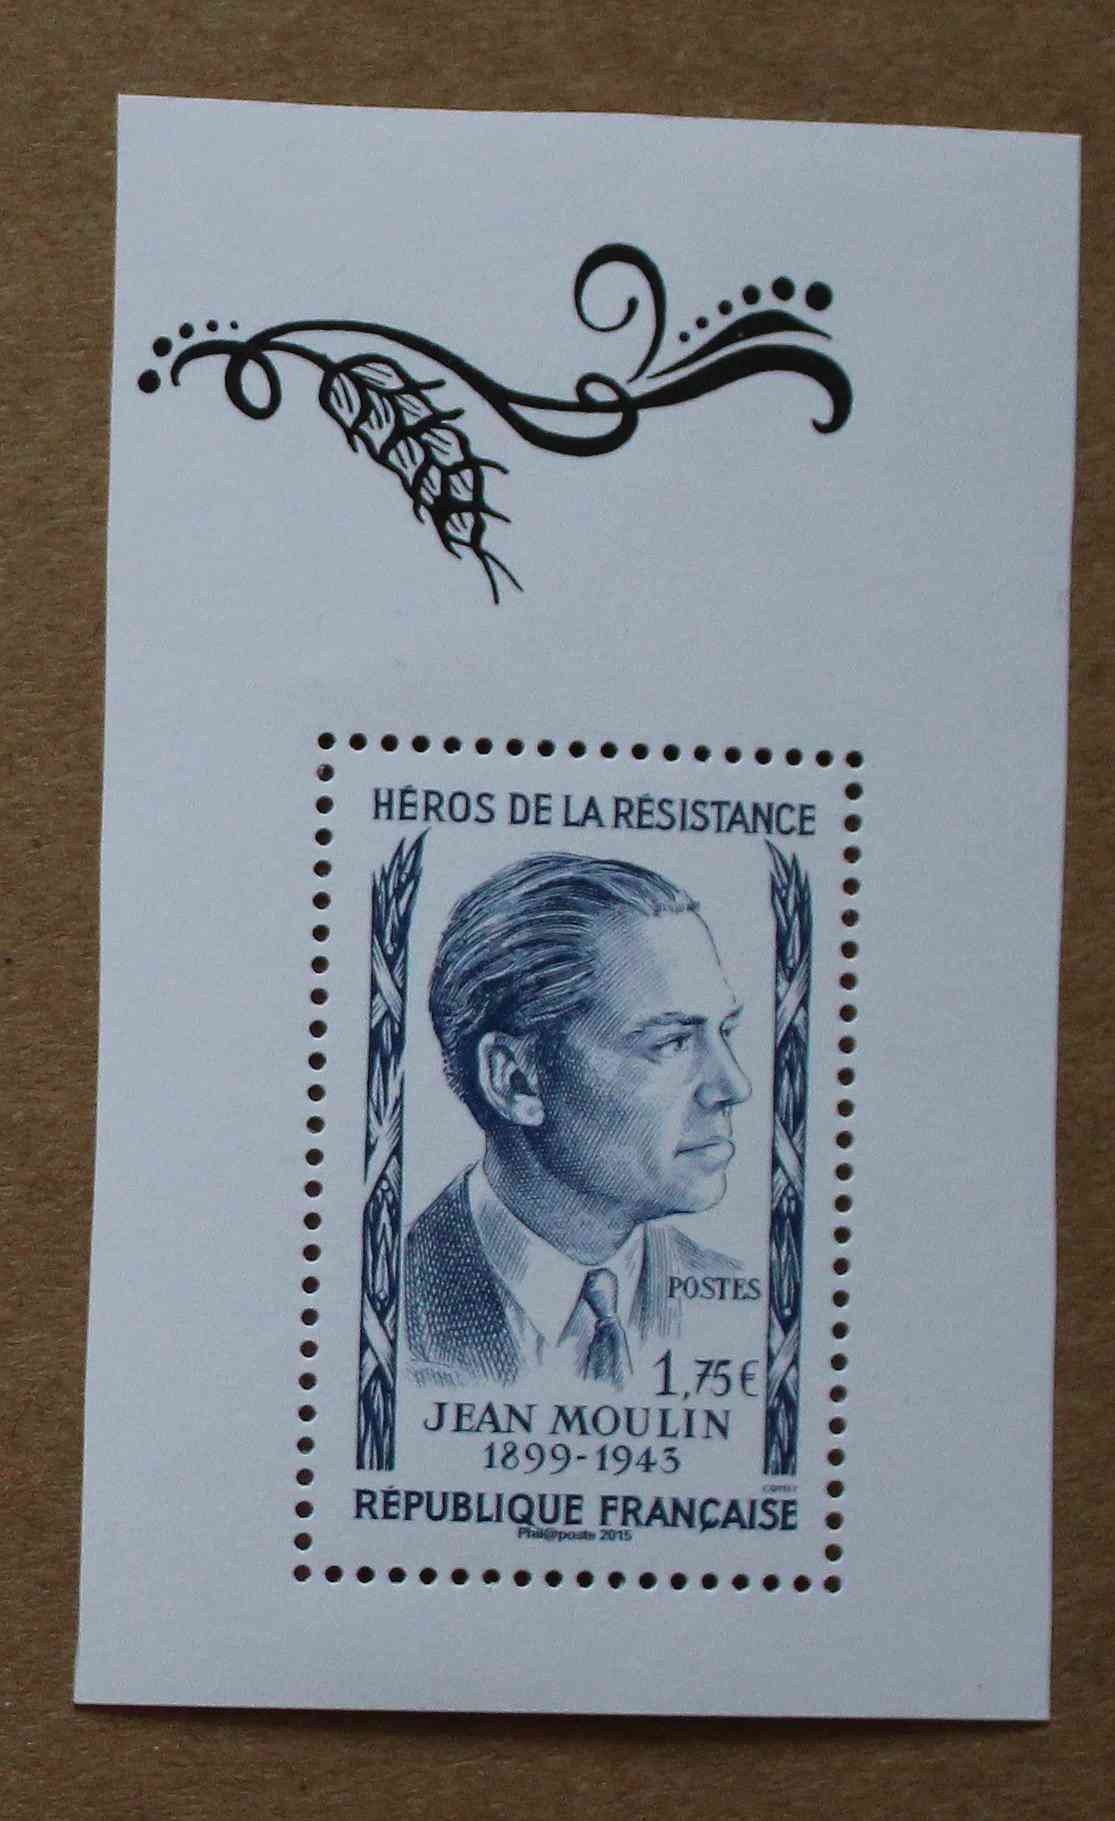 HÉROS DE LA RÉSISTANCE
POSTES
1,75€
JEAN MOULIN
1899-1943
RÉPUBLIQUE FRANÇAISE
Phil@poste 2015